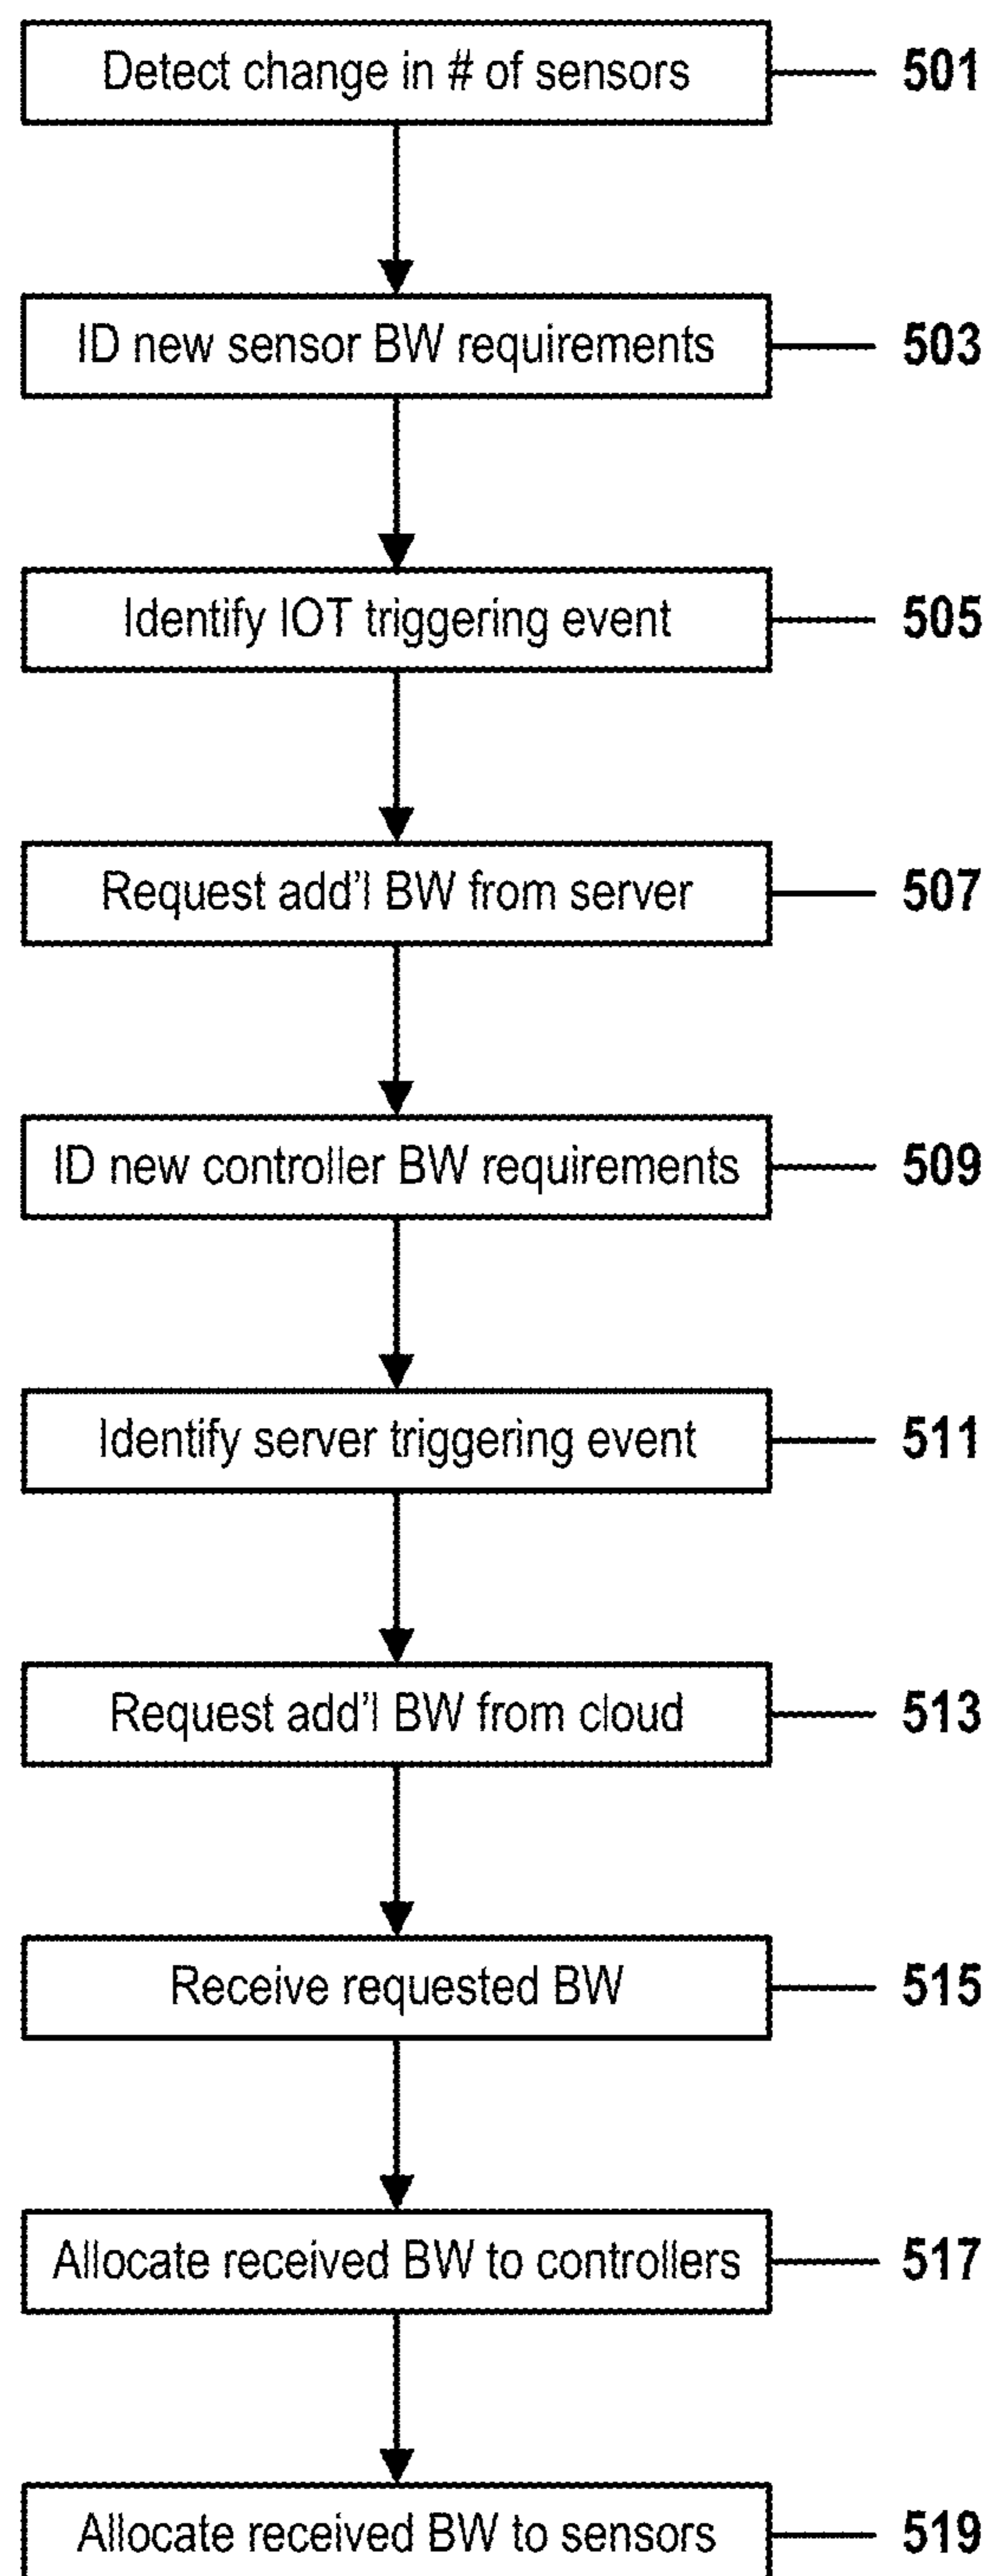 Detect change in # of sensors 501
ID new sensor BW requirements 503
Identify IOT triggering event 505
Request add'l BW from server 507
ID new controller BW requirements 509
Identify server triggering event 511
Request add'l BW from cloud 513
Receive requested BW 515
Allocate received BW to controllers 517
Allocate received BW to sensors 519